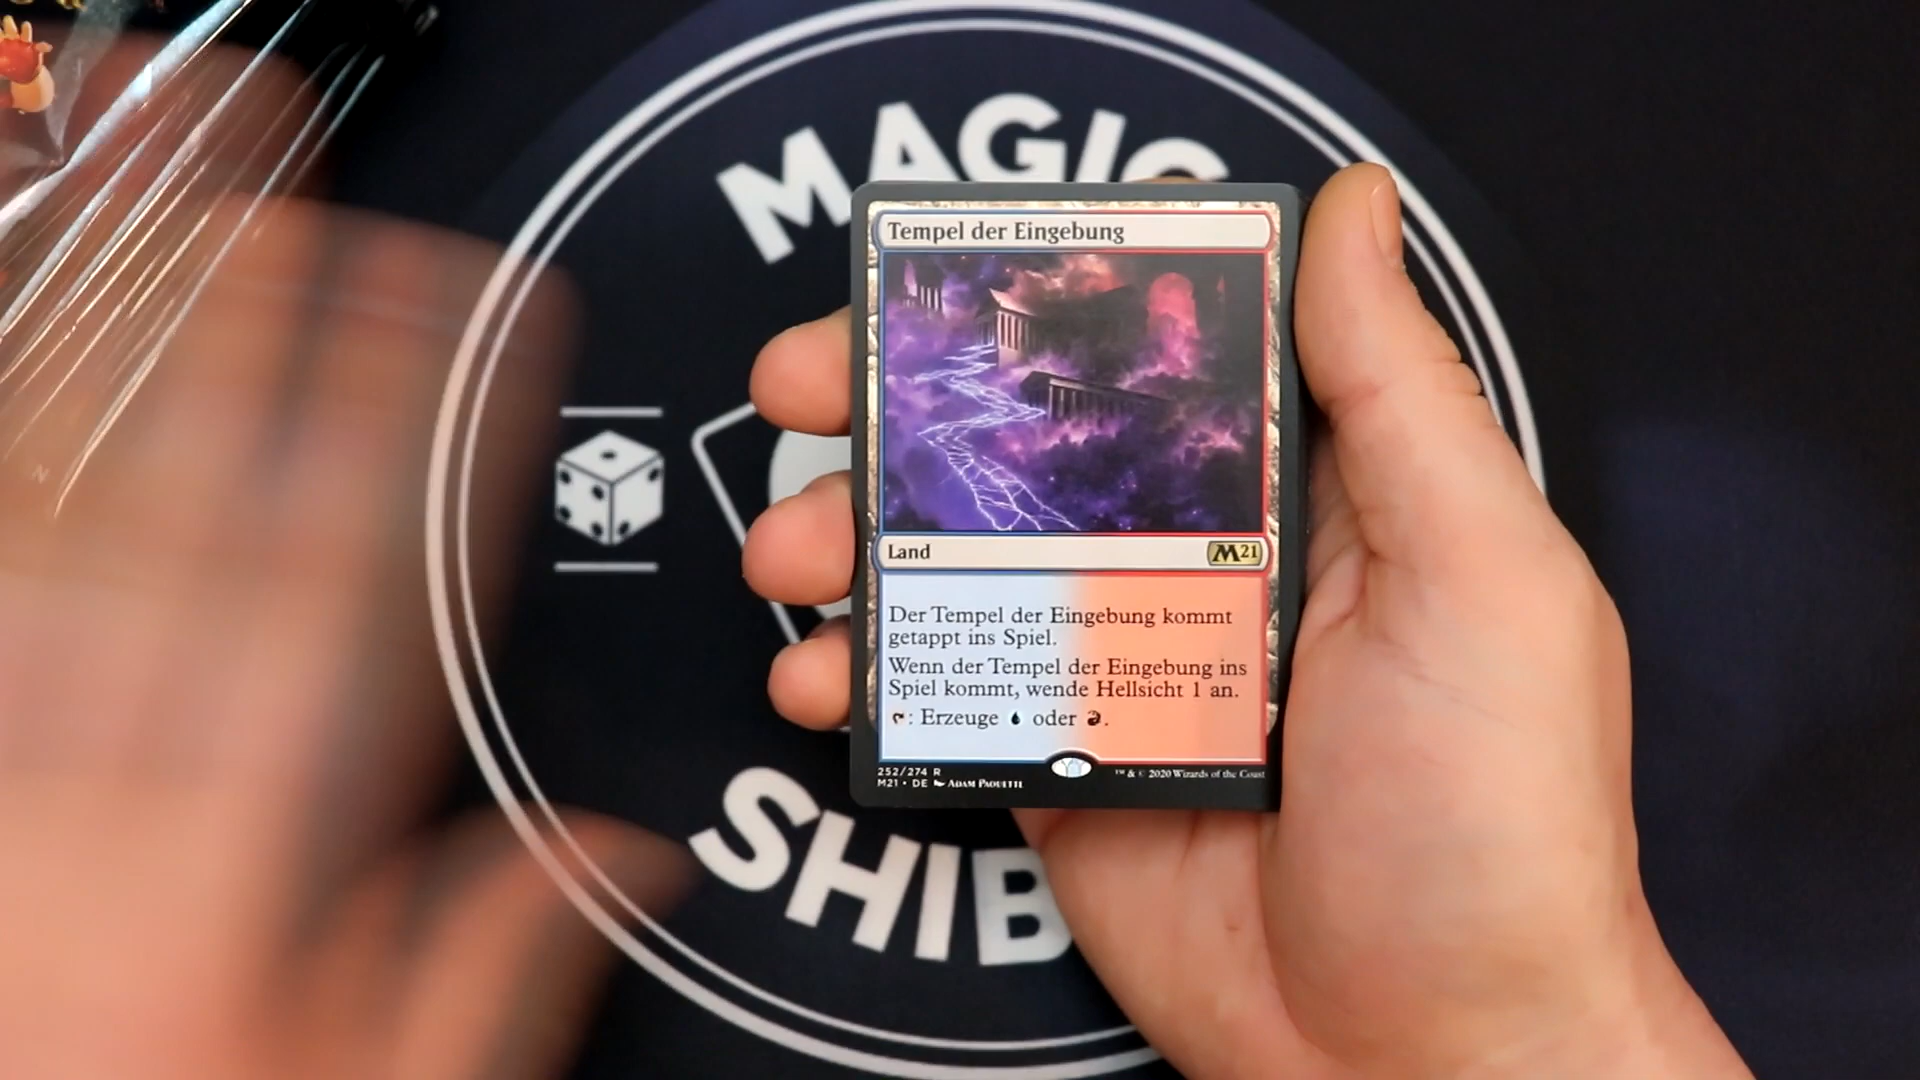 MAGIC
Tempel der Eingebung
Land
M21
Der Tempel der Eingebung kommt
getappt ins Spiel.
Wenn der Tempel der Eingebung ins
Spiel kommt, wende Hellsicht 1 an.
: Erzeuge oder .
252/274 R
M21 • DE ADAM PAQUETTE
™ & © 2020 Wizards of the Coast
SHIB